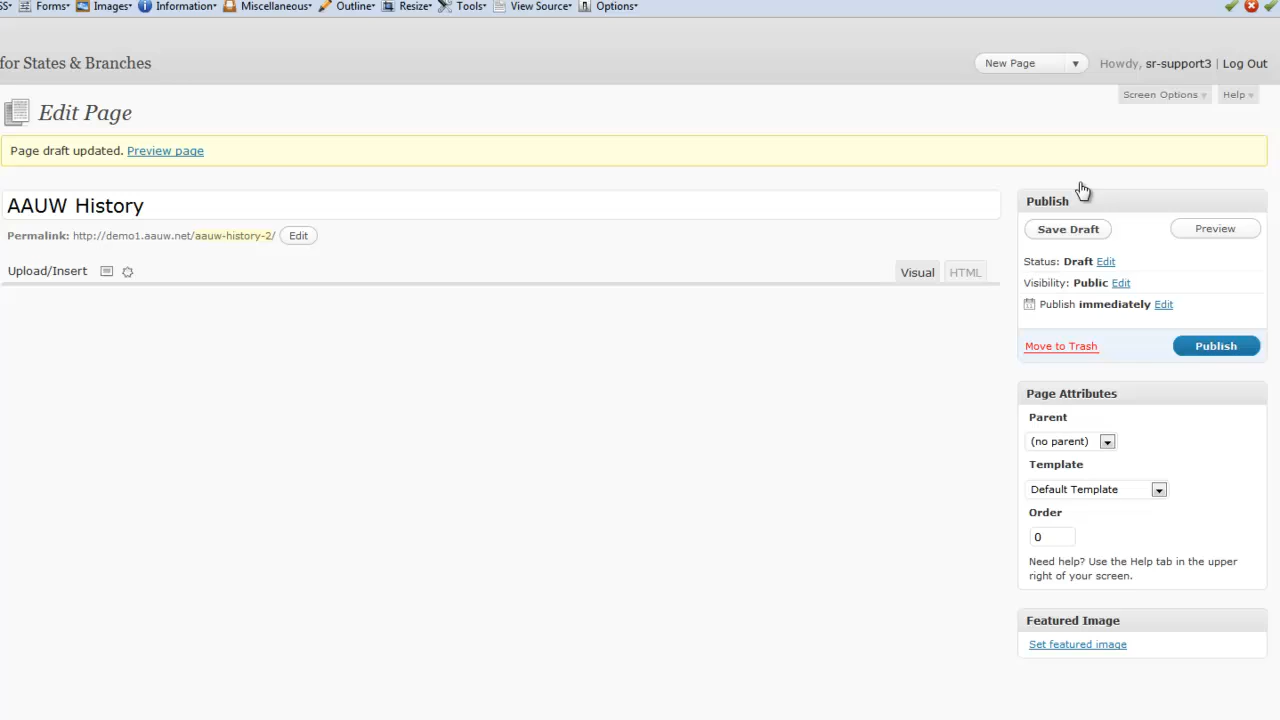 SS· Forms· Images· Information· Miscellaneous· Outline· Resize· Tools· View Source· Options·
for States & Branches
New Page
Howdy, sr-support3 | Log Out
Screen Options
Help
Edit Page
Page draft updated. Preview page
AAUW History
Permalink: http://demo1.aauw.net/aauw-history-2/ Edit
Upload/Insert
Visual
HTML
Publish
Save Draft
Preview
Status: Draft Edit
Visibility: Public Edit
Publish immediately Edit
Move to Trash
Publish
Page Attributes
Parent
(no parent)
Template
Default Template
Order
0
Need help? Use the Help tab in the upper
right of your screen.
Featured Image
Set featured image